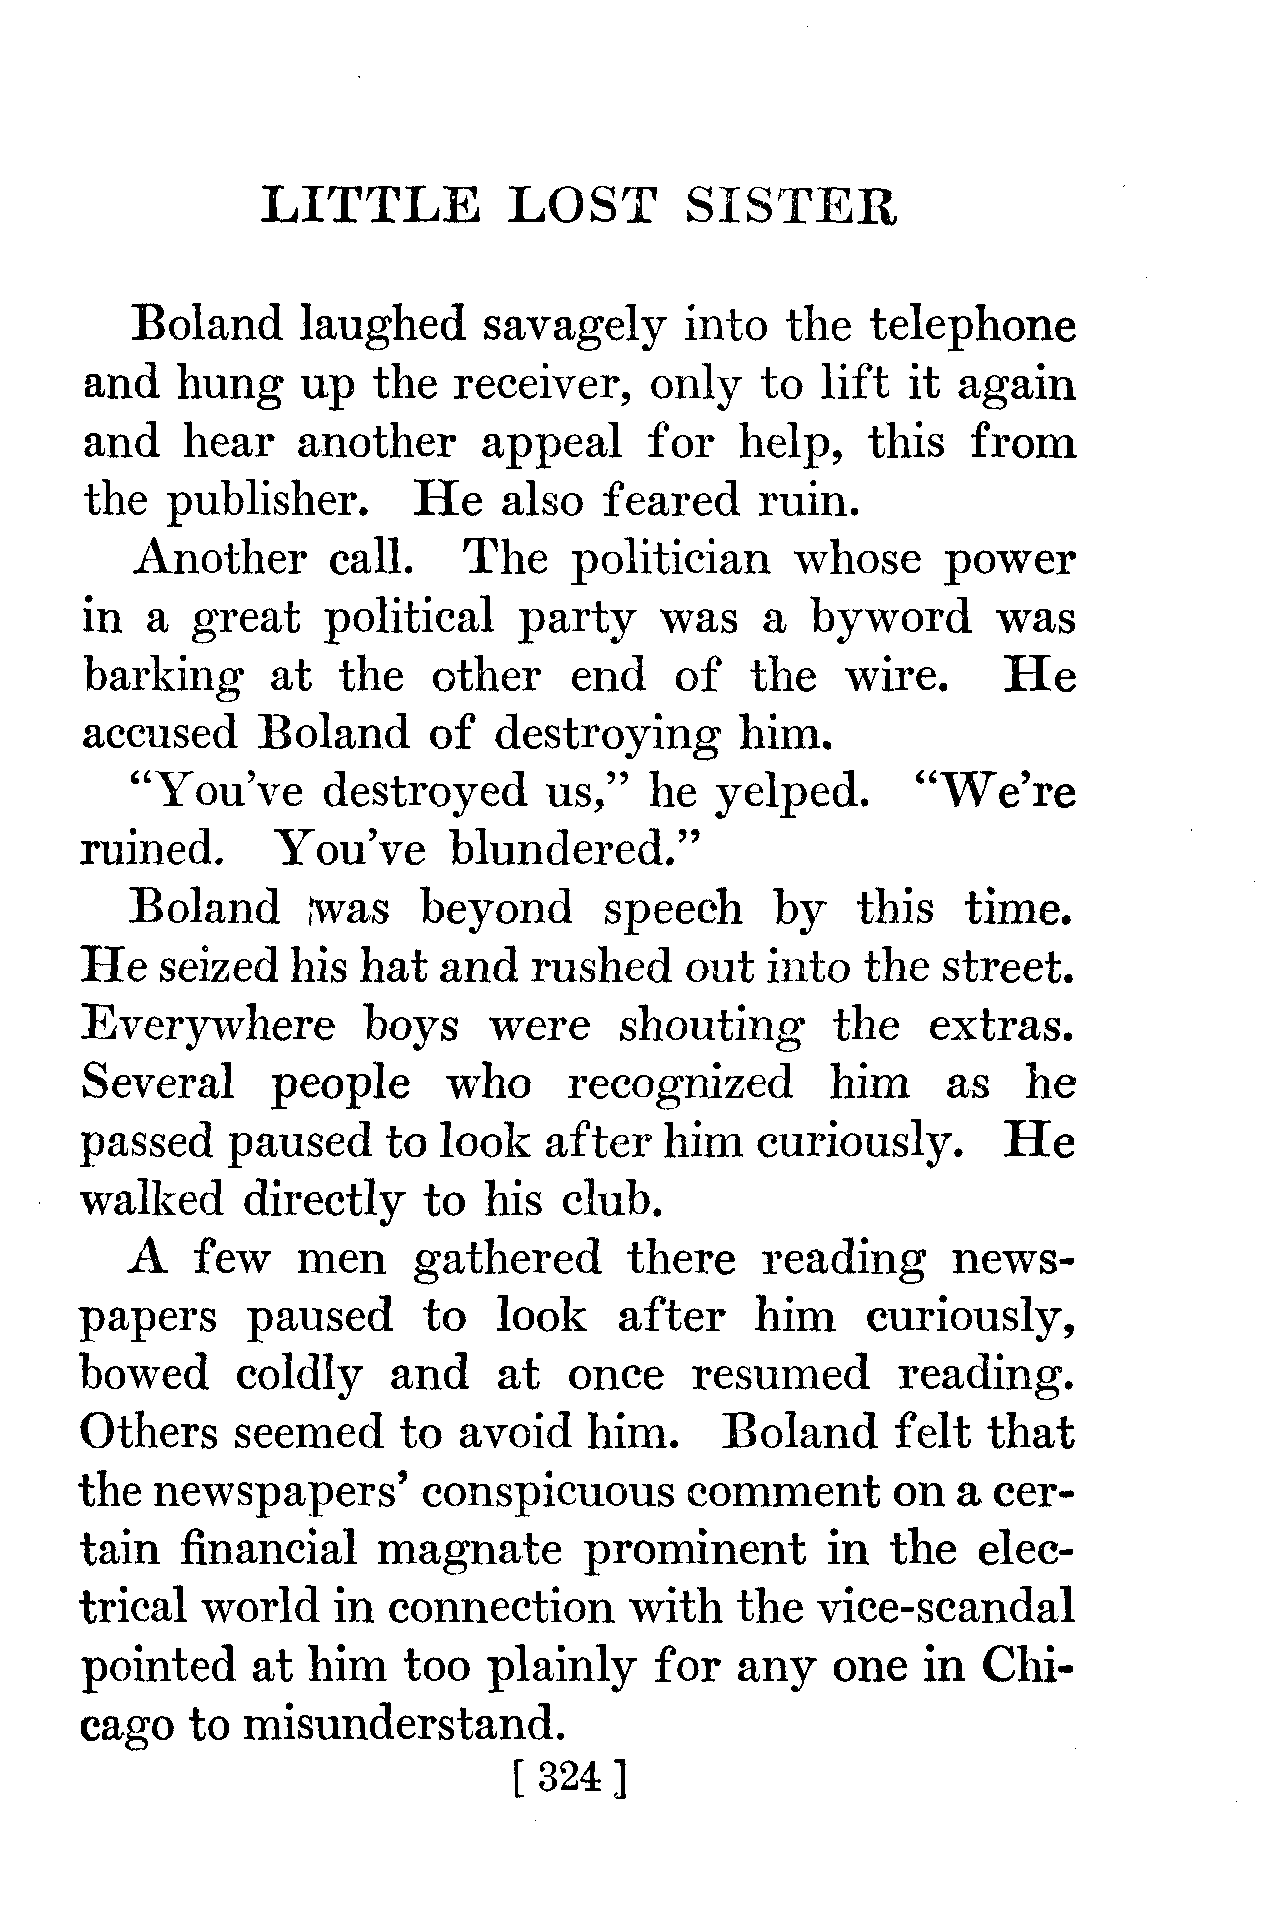 LITTLE LOST SISTER
Boland laughed savagely into the telephone
and hung up the receiver, only to lift it again
and hear another appeal for help, this from
the publisher. He also feared ruin.
Another call. The politician whose power
in a great political party was a byword was
barking at the other end of the wire. He
accused Boland of destroying him.
“You’ve destroyed us,” he yelped. “We’re
ruined. You’ve blundered.”
Boland was beyond speech by this time.
He seized his hat and rushed out into the street.
Everywhere boys were shouting the extras.
Several people who recognized him as he
passed paused to look after him curiously. He
walked directly to his club.
A few men gathered there reading news-
papers paused to look after him curiously,
bowed coldly and at once resumed reading.
Others seemed to avoid him. Boland felt that
the newspapers’ conspicuous comment on a cer-
tain financial magnate prominent in the elec-
trical world in connection with the vice-scandal
pointed at him too plainly for any one in Chi-
cago to misunderstand.
[ 324 ]